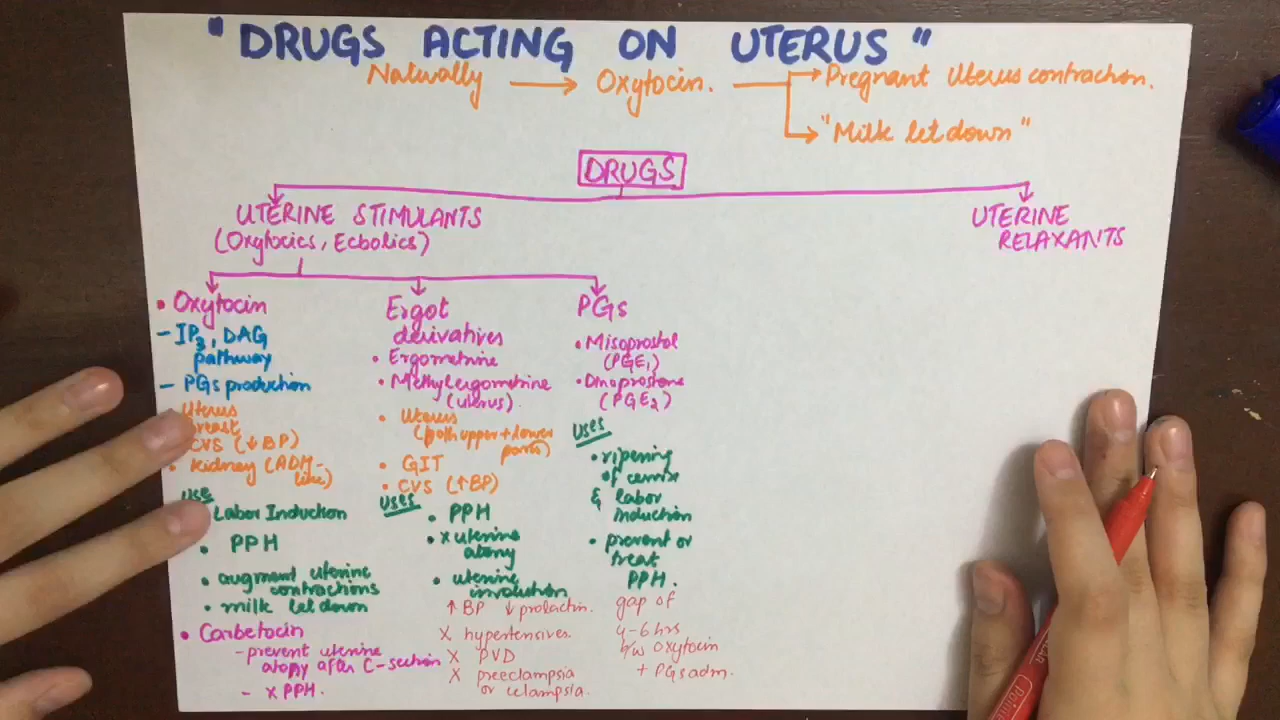 "DRUGS ACTING ON UTERUS"
Naturally → Oxytocin. → Pregnant Uterus contraction.
→ "Milk let down"
DRUGS
UTERINE STIMULANTS
(Oxytocics, Ecbolics)
UTERINE
RELAXANTS
• Oxytocin
- IP3, DAG
pathway
- PGs production
Uterus
Breast
CVS (↓ BP)
• Kidney (ADH-
like)
Use
Labor Induction
• PPH
• augment uterine
contractions
• milk let down
• Carbetocin
- prevent uterine
atony after C-section
- x PPH.
Ergot
derivatives
• Ergometrine
• Methylergometrine
(uterus).
• Uterus
(both upper + lower
parts)
• GIT
• CVS (↑BP)
Uses
• PPH
• x uterine
atony
• uterine
involution
↑ BP ↓ prolactin.
X hypertensives.
X PVD
X preeclampsia
or eclampsia.
PGs
• Misoprostol
(PGE1)
• Dinoprostone
(PGE2)
Uses
• ripening
of cervix
& labor
induction
• prevent or
treat
PPH.
gap of
4-6 hrs
b/w oxytocin
+ PGs adm.